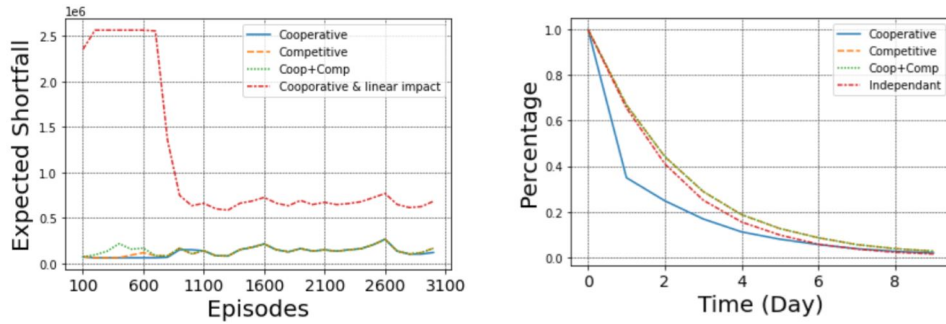 1e6
2.5
2.0
1.5
1.0
0.5
0.0
Expected Shortfall
Cooperative
Competitive
Coop+Comp
Cooporative & linear impact
100 600 1100 1600 2100 2600 3100
Episodes
1.0
0.8
0.6
0.4
0.2
0.0
Percentage
Cooperative
Competitive
Coop+Comp
Independant
0 2 4 6 8
Time (Day)